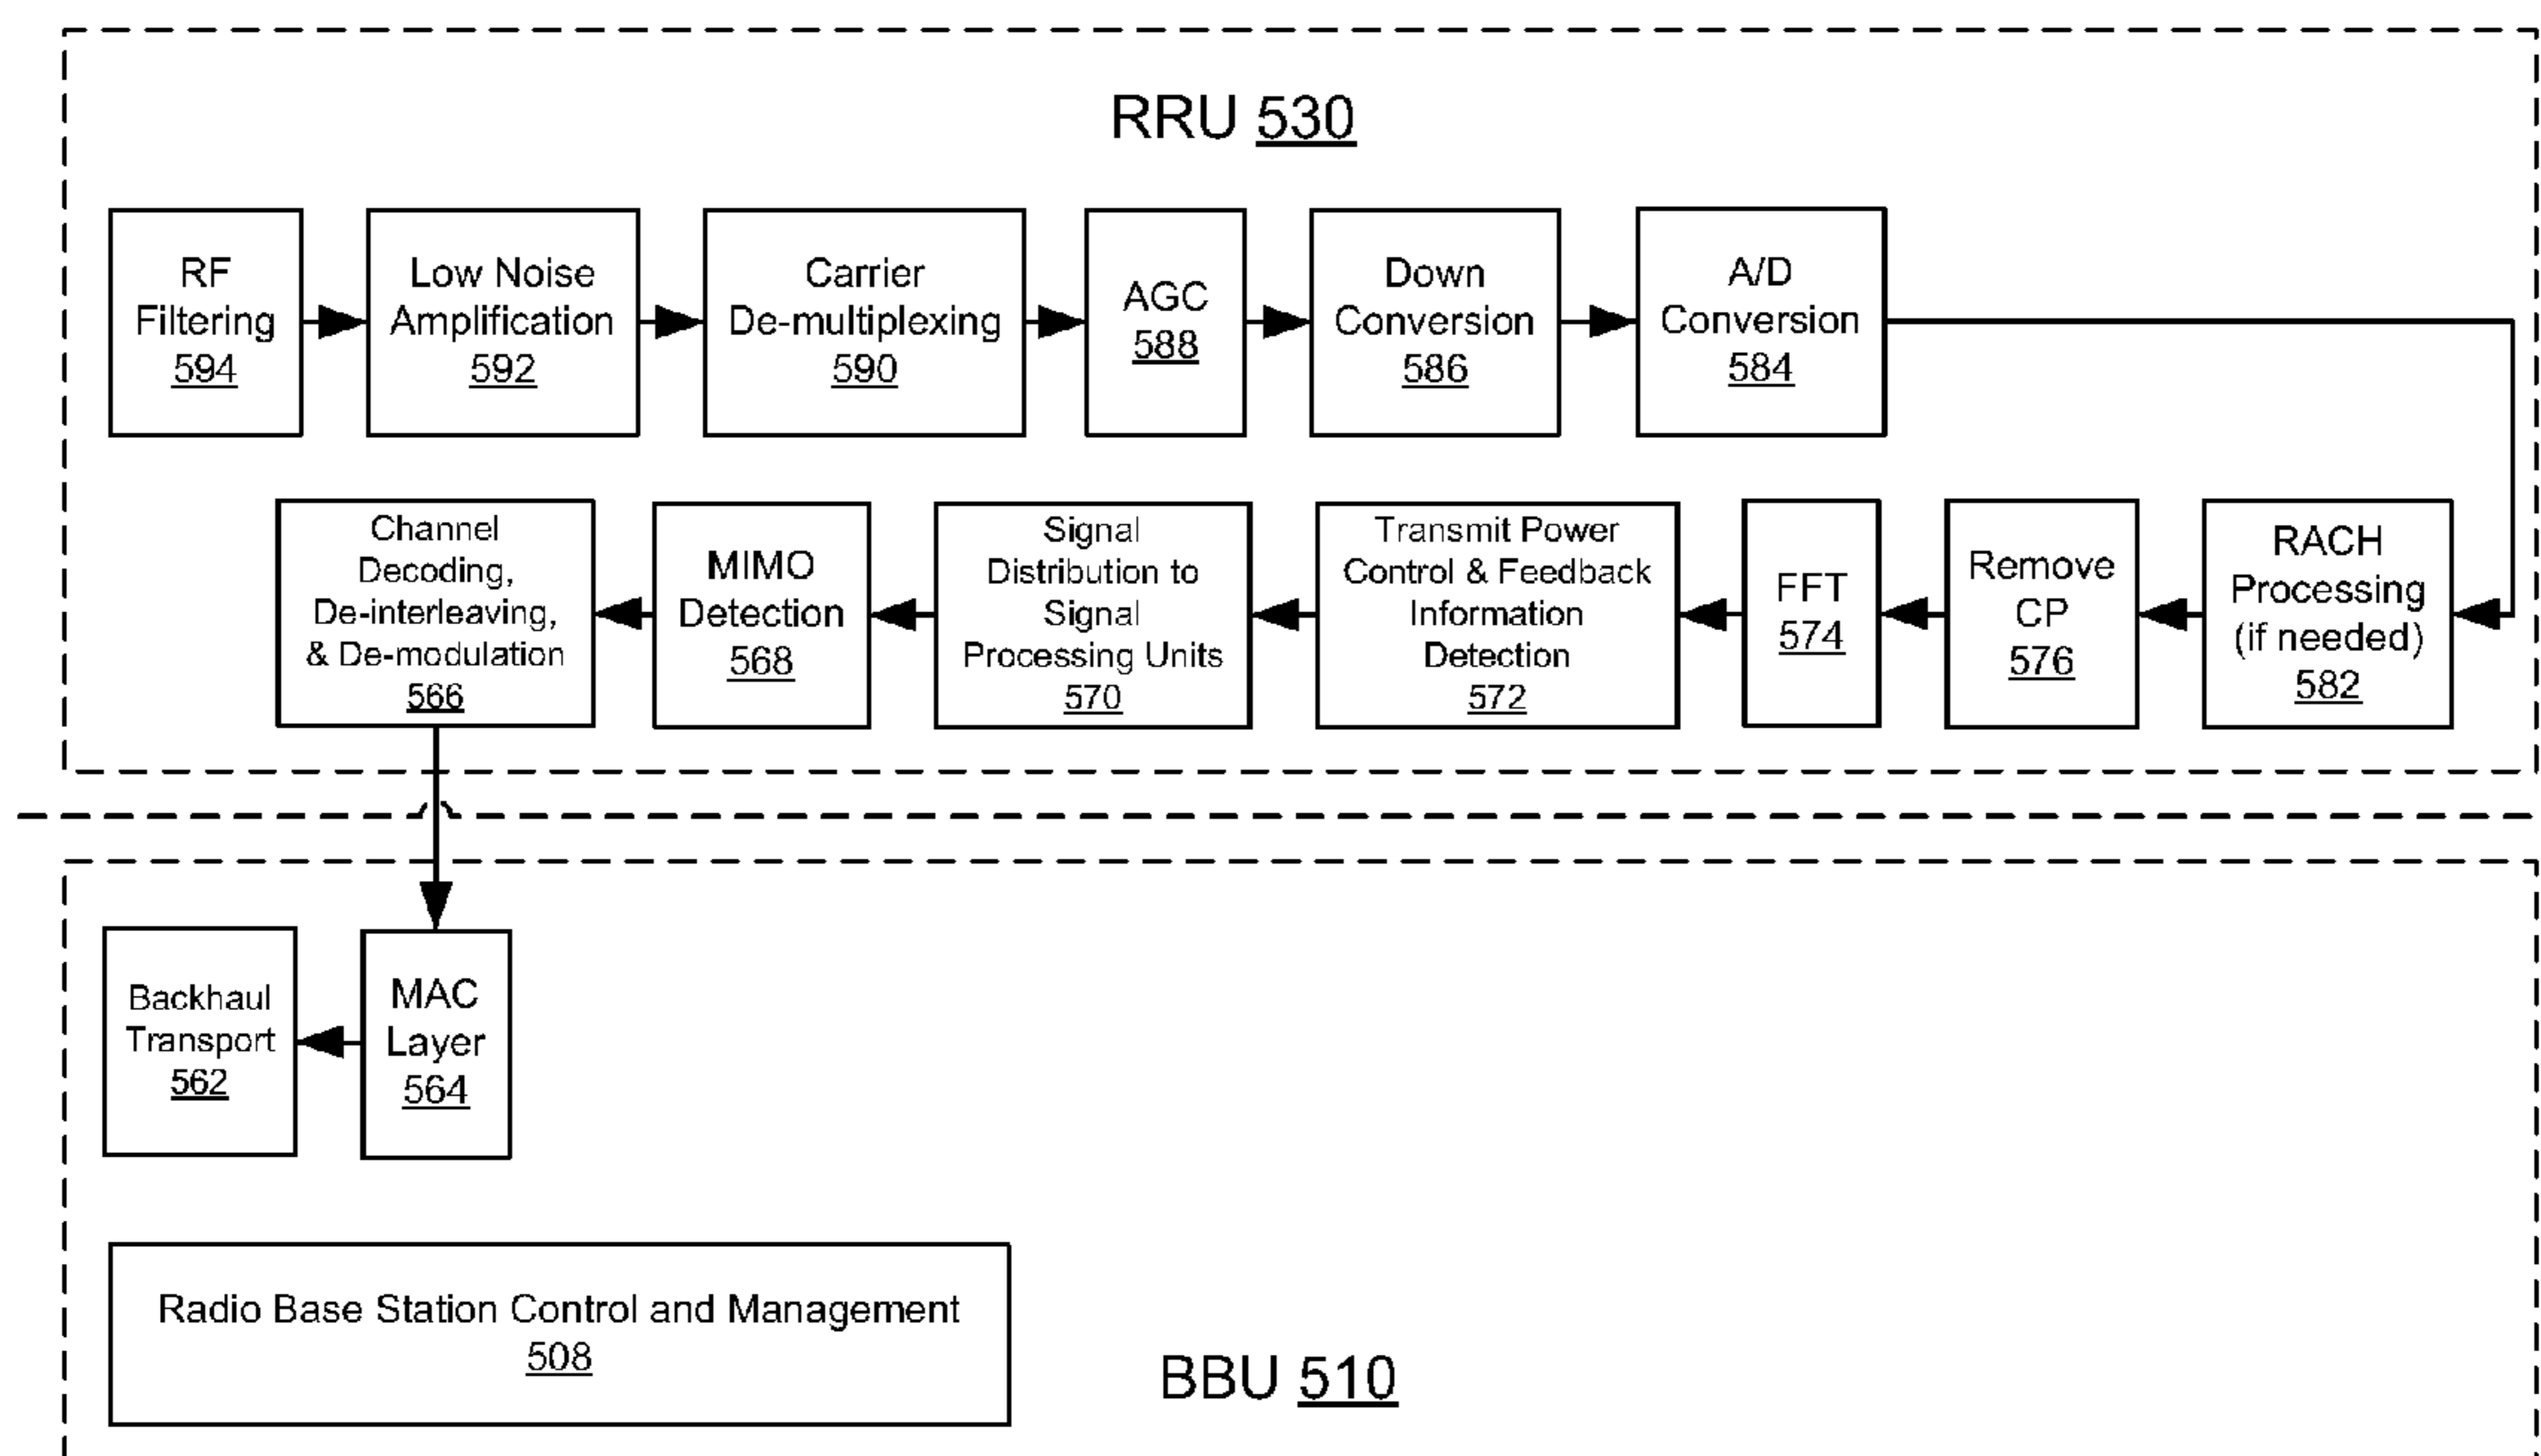 RRU 530
RF
Filtering
594
Low Noise
Amplification
592
Carrier
De-multiplexing
590
AGC
588
Down
Conversion
586
A/D
Conversion
584
Channel
Decoding,
De-interleaving,
& De-modulation
566
MIMO
Detection
568
Signal
Distribution to
Signal
Processing Units
570
Transmit Power
Control & Feedback
Information
Detection
572
FFT
574
Remove
CP
576
RACH
Processing
(if needed)
582
Backhaul
Transport
562
MAC
Layer
564
Radio Base Station Control and Management
508
BBU 510